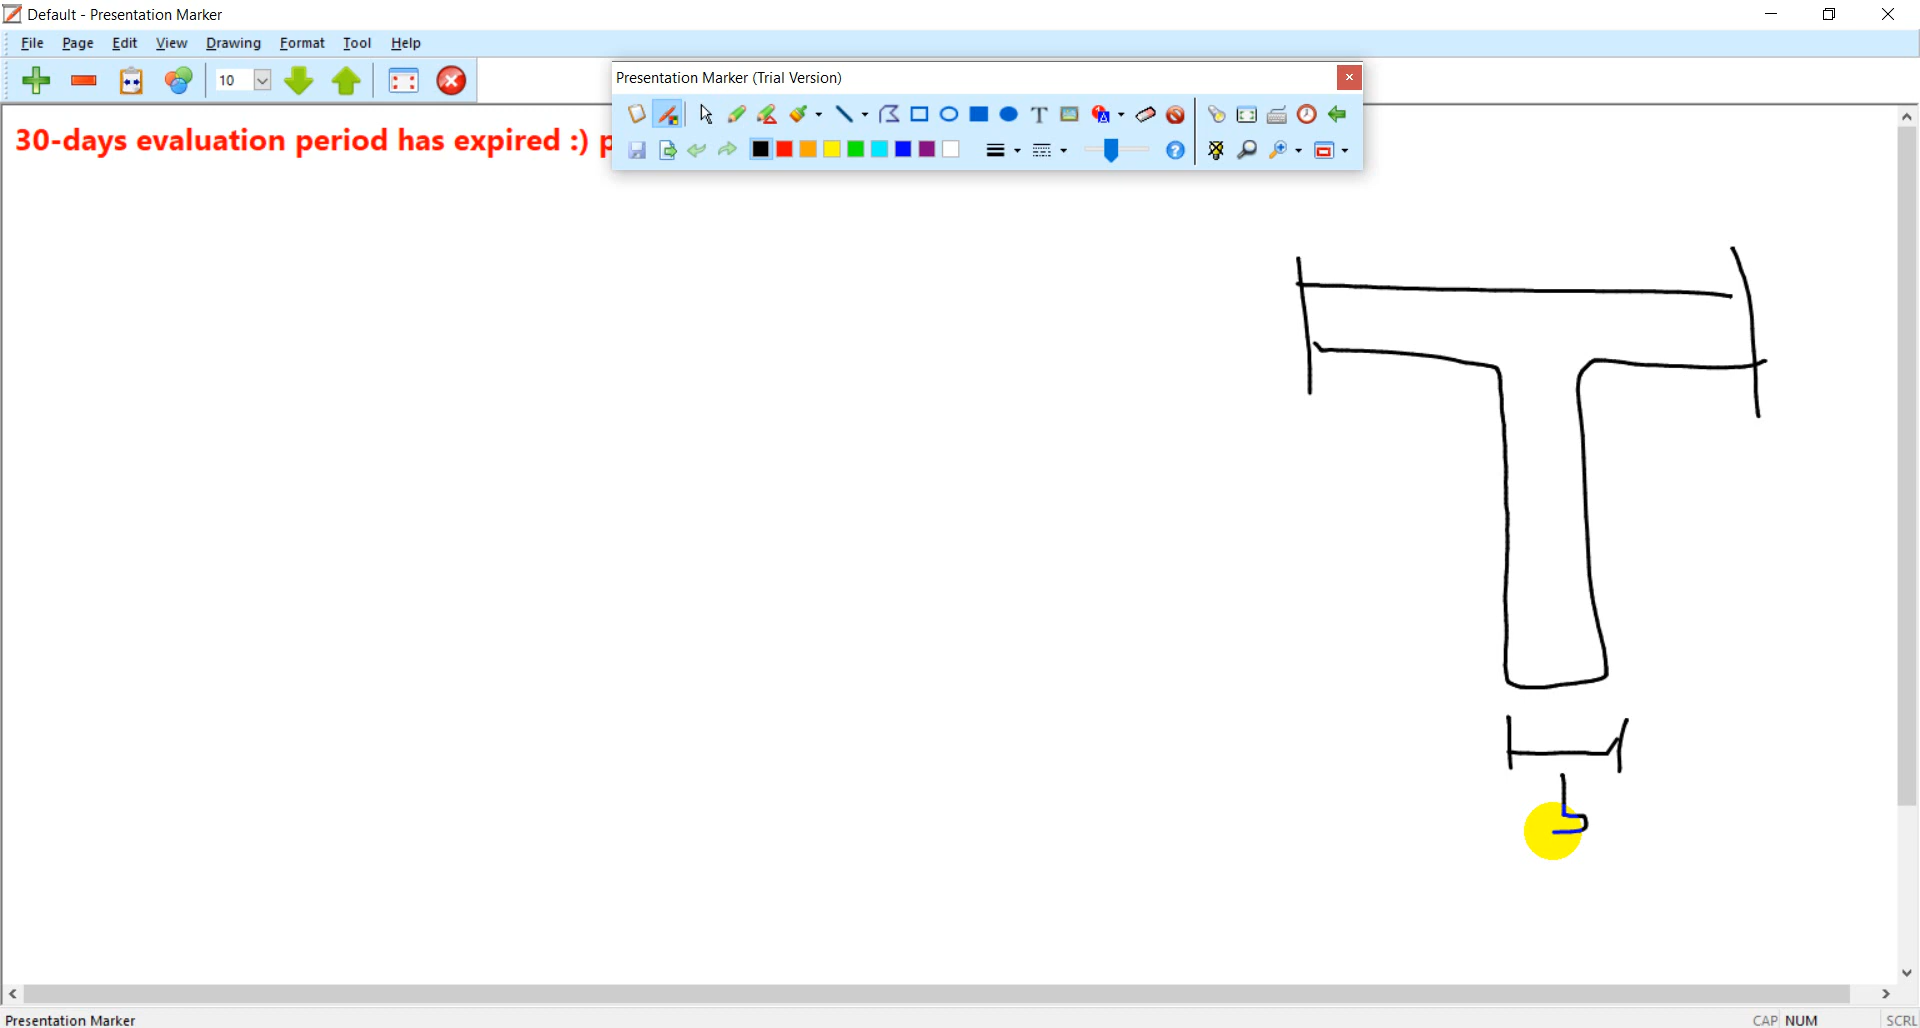 Default - Presentation Marker
File Page Edit View Drawing Format Tool Help
10
Presentation Marker (Trial Version)
30-days evaluation period has expired :) p
b
Presentation Marker
CAP NUM SCRL